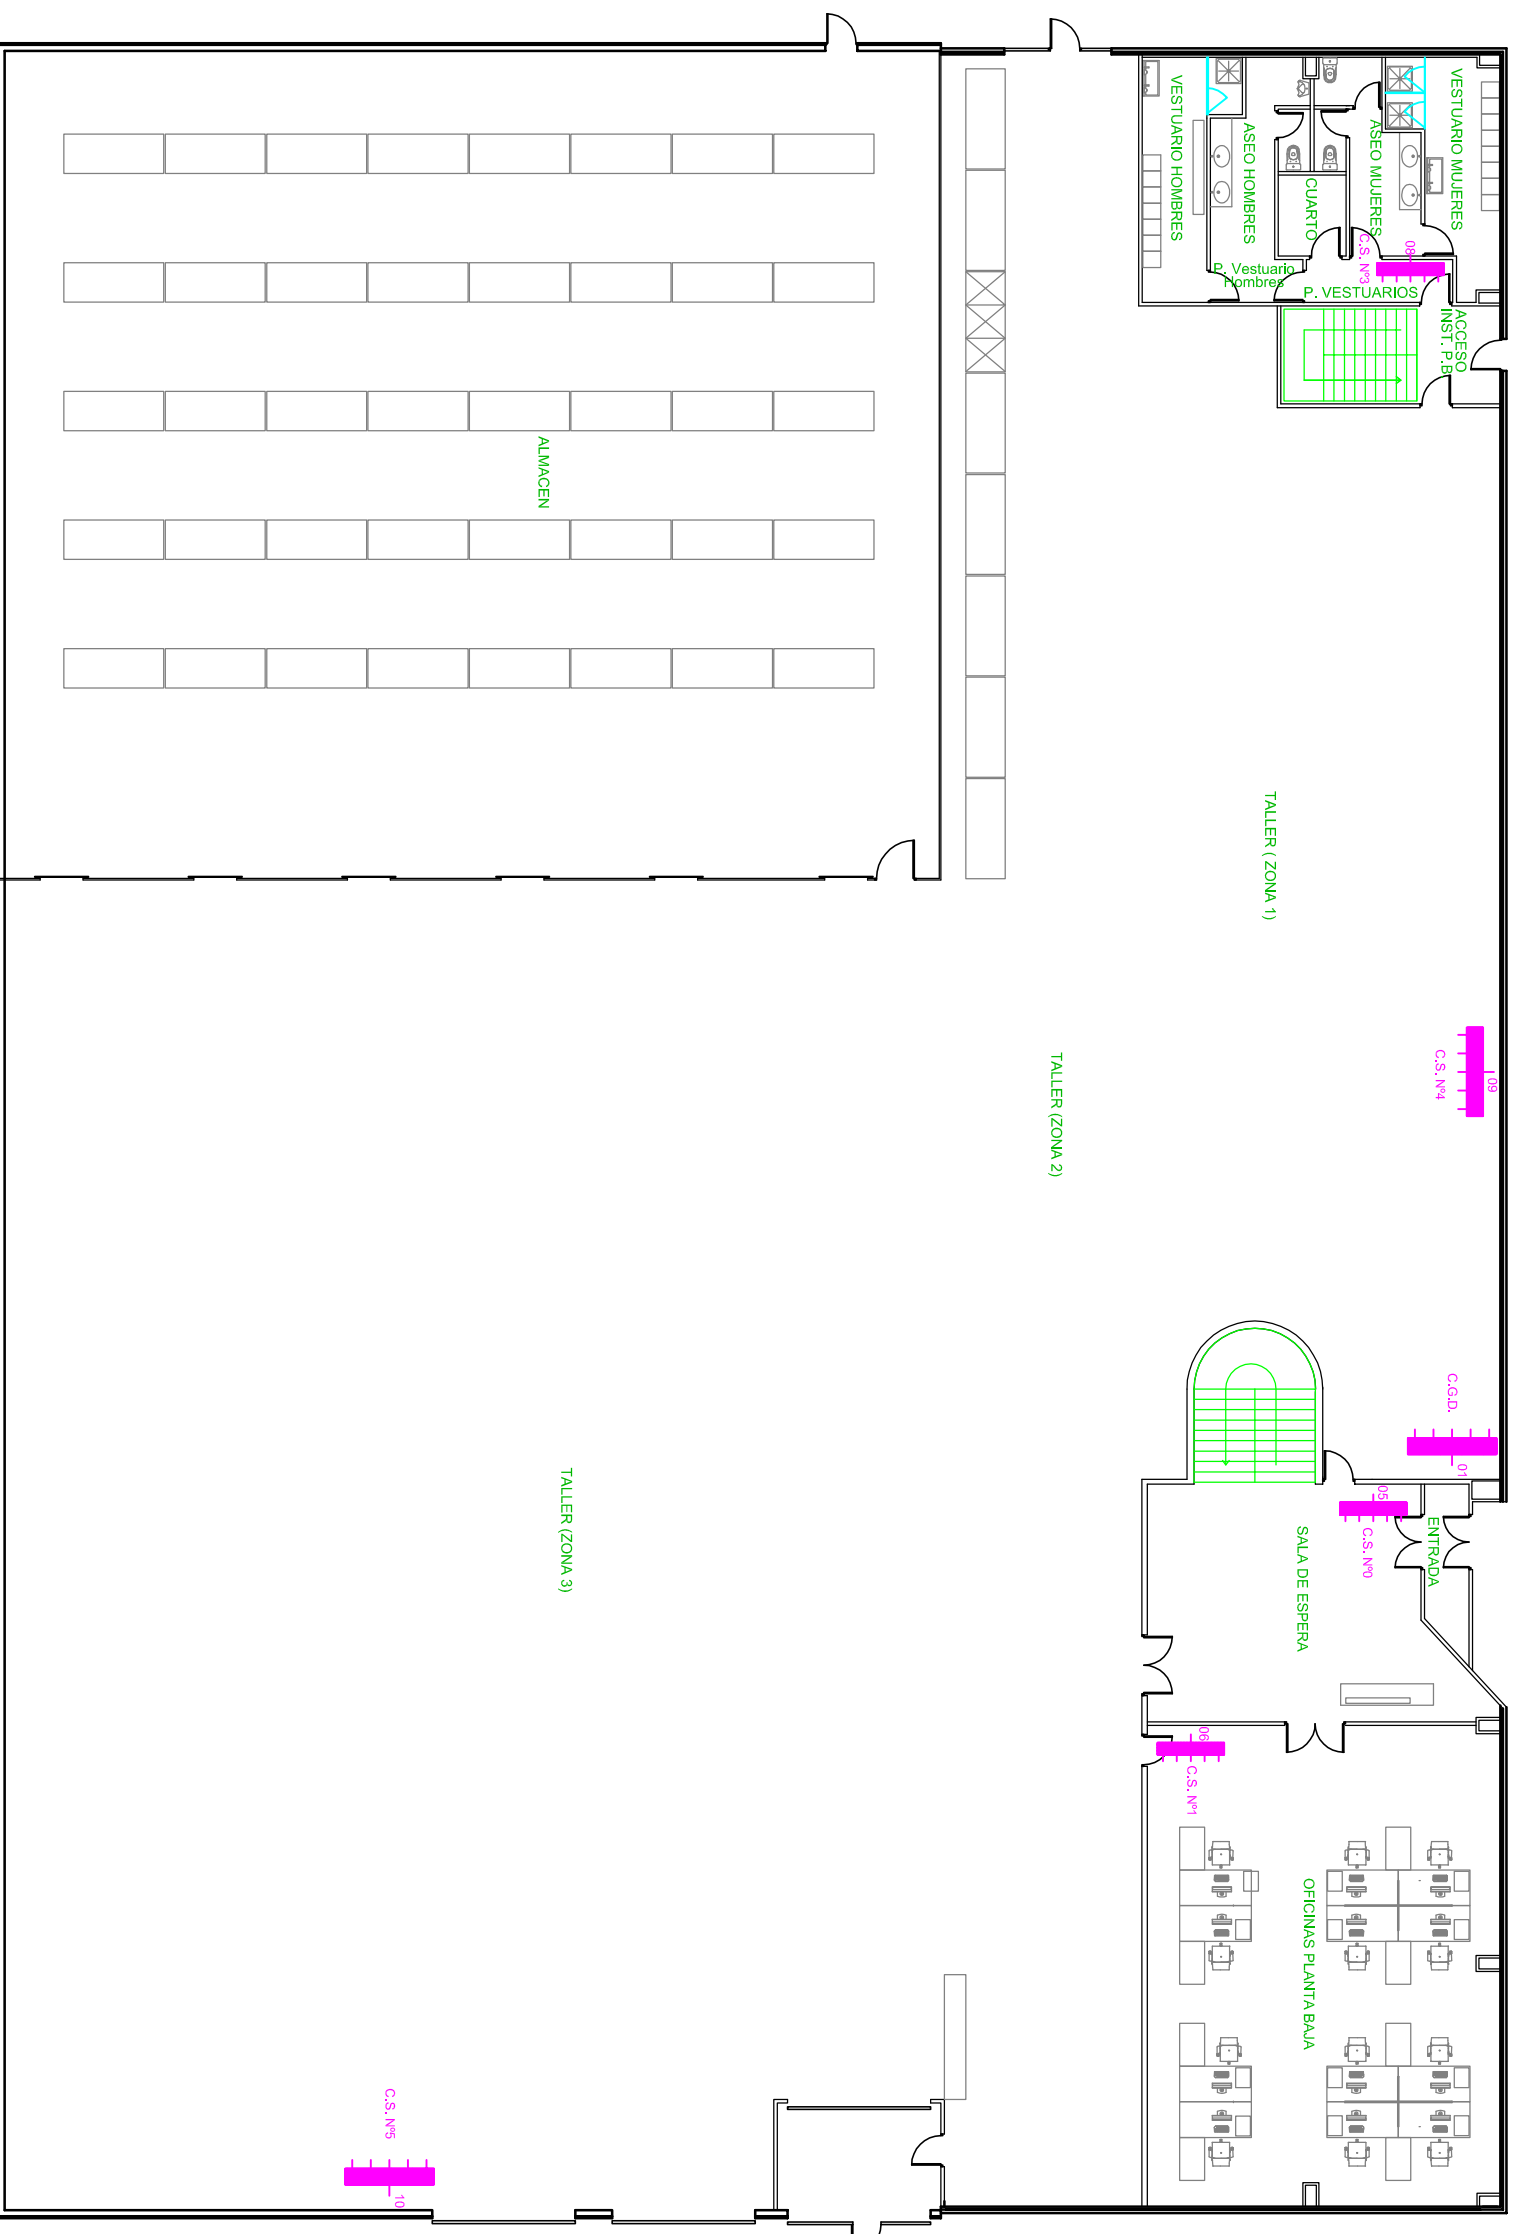 VESTUARIO HOMBRES
ASEO HOMBRES
CUARTO
ASEO MUJERES
VESTUARIO MUJERES
08
C.S. Nº3
P. Vestuario
Hombres
P. VESTUARIOS
ACCESO
INST. P.B
ALMACEN
TALLER ( ZONA 1)
09
C.S. Nº4
TALLER (ZONA 2)
C.G.D.
01
05
C.S. Nº0
ENTRADA
SALA DE ESPERA
TALLER (ZONA 3)
06
C.S. Nº1
OFICINAS PLANTA BAJA
C.S. Nº5
10